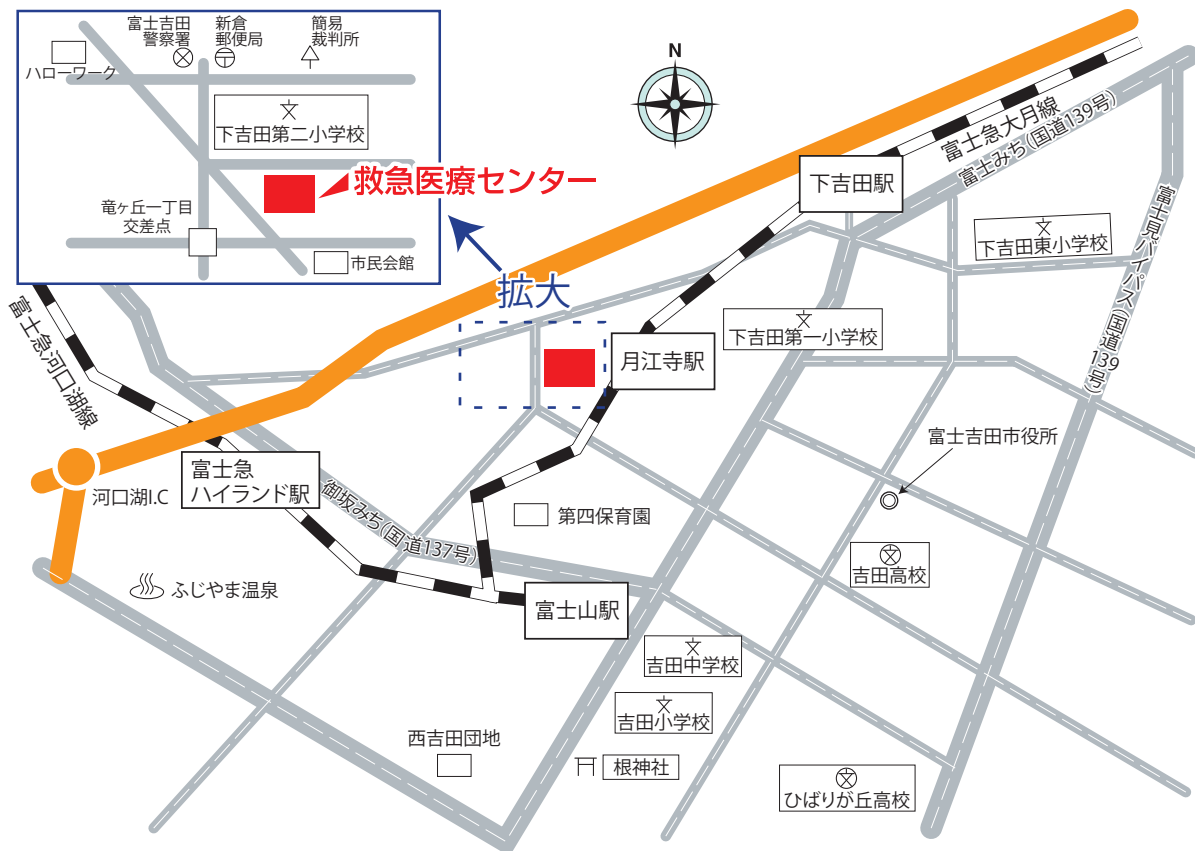 富士吉田
警察署
新倉
郵便局
簡易
裁判所
ハローワーク
下吉田第二小学校
救急医療センター
竜ヶ丘一丁目
交差点
市民会館
拡大
N
富士急大月線
富士みち(国道139号)
下吉田駅
下吉田東小学校
富士見バイパス(国道139号)
下吉田第一小学校
月江寺駅
富士急河口湖線
富士吉田市役所
富士急
ハイランド駅
河口湖I.C
御坂みち(国道137号)
第四保育園
吉田高校
ふじやま温泉
富士山駅
吉田中学校
吉田小学校
西吉田団地
根神社
ひばりが丘高校